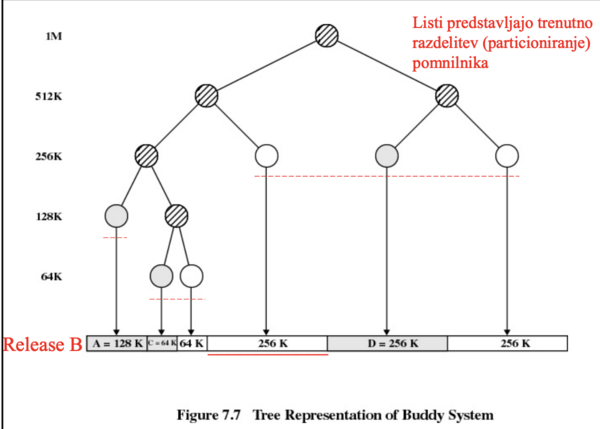 Listi predstavljajo trenutno
razdelitev (particioniranje)
pomnilnika
1M
512K
256K
128K
64K
Release B
A = 128 K
C = 64 K
64 K
256 K
D = 256 K
256 K
Figure 7.7 Tree Representation of Buddy System